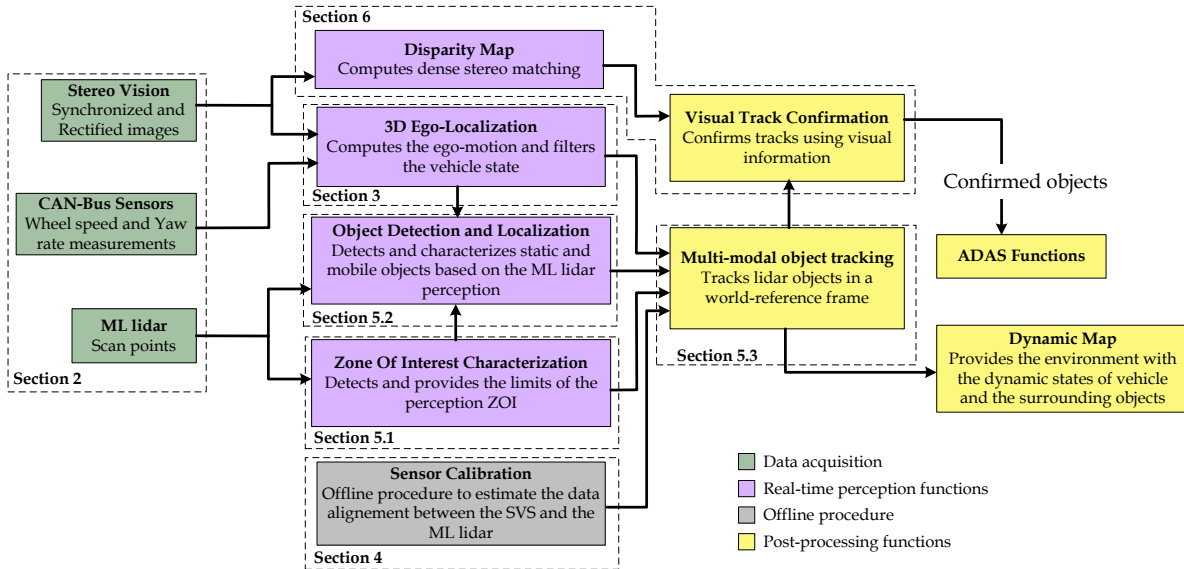 Section 6
Disparity Map
Computes dense stereo matching
Stereo Vision
Synchronized and
Rectified images
3D Ego-Localization
Computes the ego-motion and filters
the vehicle state
Section 3
Visual Track Confirmation
Confirms tracks using visual
information
Confirmed objects
CAN-Bus Sensors
Wheel speed and Yaw
rate measurements
Object Detection and Localization
Detects and characterizes static and
mobile objects based on the ML lidar
perception
Section 5.2
Multi-modal object tracking
Tracks lidar objects in a
world-reference frame
Section 5.3
ADAS Functions
ML lidar
Scan points
Section 2
Zone Of Interest Characterization
Detects and provides the limits of the
perception ZOI
Section 5.1
Dynamic Map
Provides the environment with
the dynamic states of vehicle
and the surrounding objects
Sensor Calibration
Offline procedure to estimate the data
alignement between the SVS and the
ML lidar
Section 4
Data acquisition
Real-time perception functions
Offline procedure
Post-processing functions